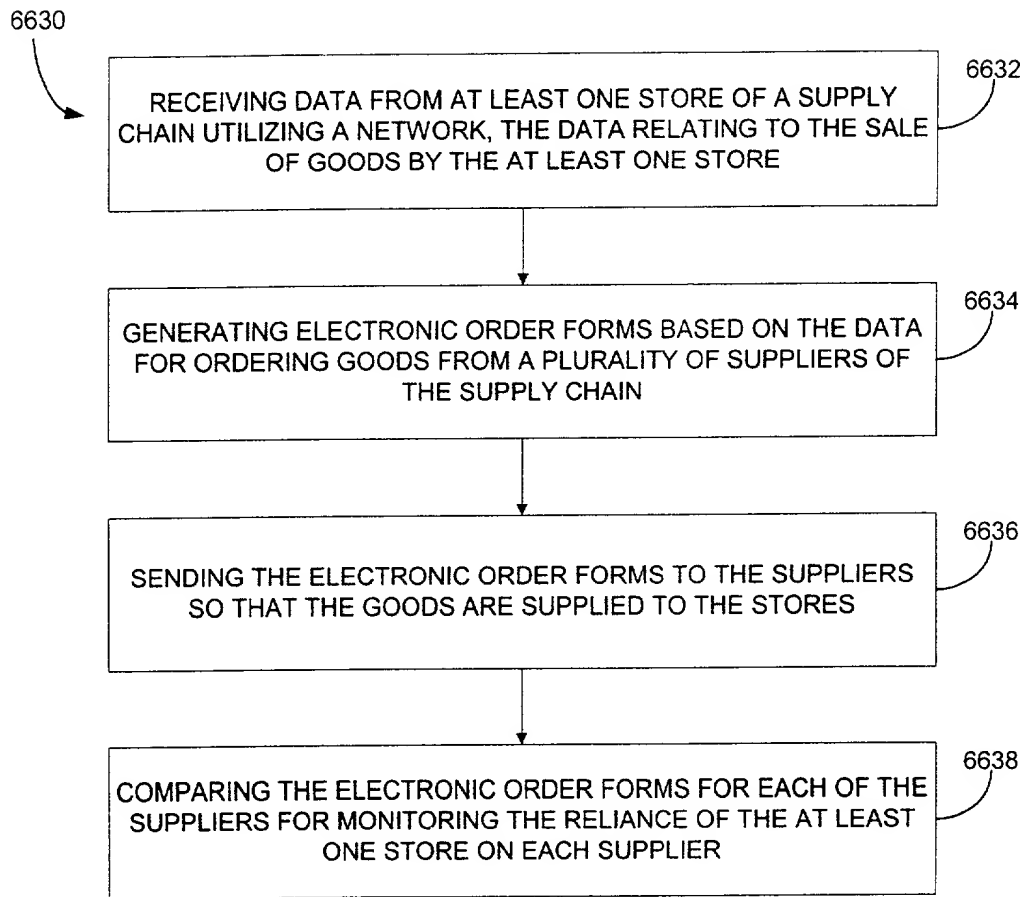 6630
6632
RECEIVING DATA FROM AT LEAST ONE STORE OF A SUPPLY
CHAIN UTILIZING A NETWORK, THE DATA RELATING TO THE SALE
OF GOODS BY THE AT LEAST ONE STORE
6634
GENERATING ELECTRONIC ORDER FORMS BASED ON THE DATA
FOR ORDERING GOODS FROM A PLURALITY OF SUPPLIERS OF
THE SUPPLY CHAIN
6636
SENDING THE ELECTRONIC ORDER FORMS TO THE SUPPLIERS
SO THAT THE GOODS ARE SUPPLIED TO THE STORES
6638
COMPARING THE ELECTRONIC ORDER FORMS FOR EACH OF THE
SUPPLIERS FOR MONITORING THE RELIANCE OF THE AT LEAST
ONE STORE ON EACH SUPPLIER